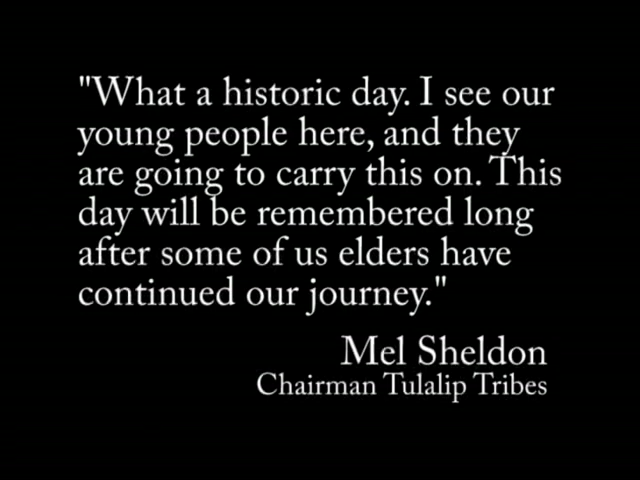 "What a historic day. I see our
young people here, and they
are going to carry this on. This
day will be remembered long
after some of us elders have
continued our journey."
Mel Sheldon
Chairman Tulalip Tribes